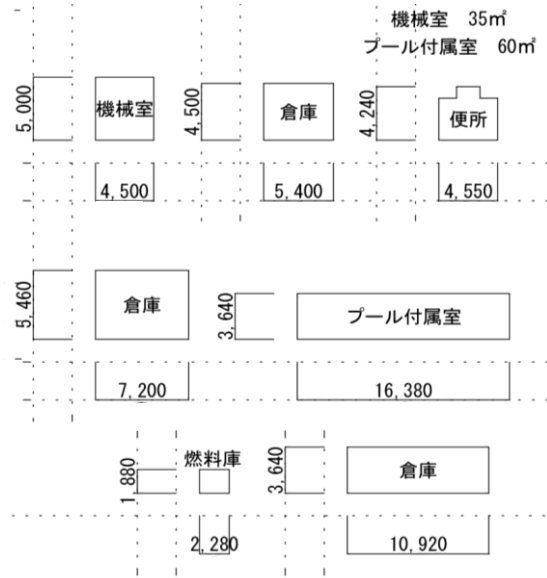 機械室 35㎡
プール付属室 60㎡
5,000
機械室
4,500
4,500
倉庫
5,400
4,240
便所
4,550
5,460
倉庫
7,200
3,640
プール付属室
16,380
1,880
燃料庫
2,280
3,640
倉庫
10,920